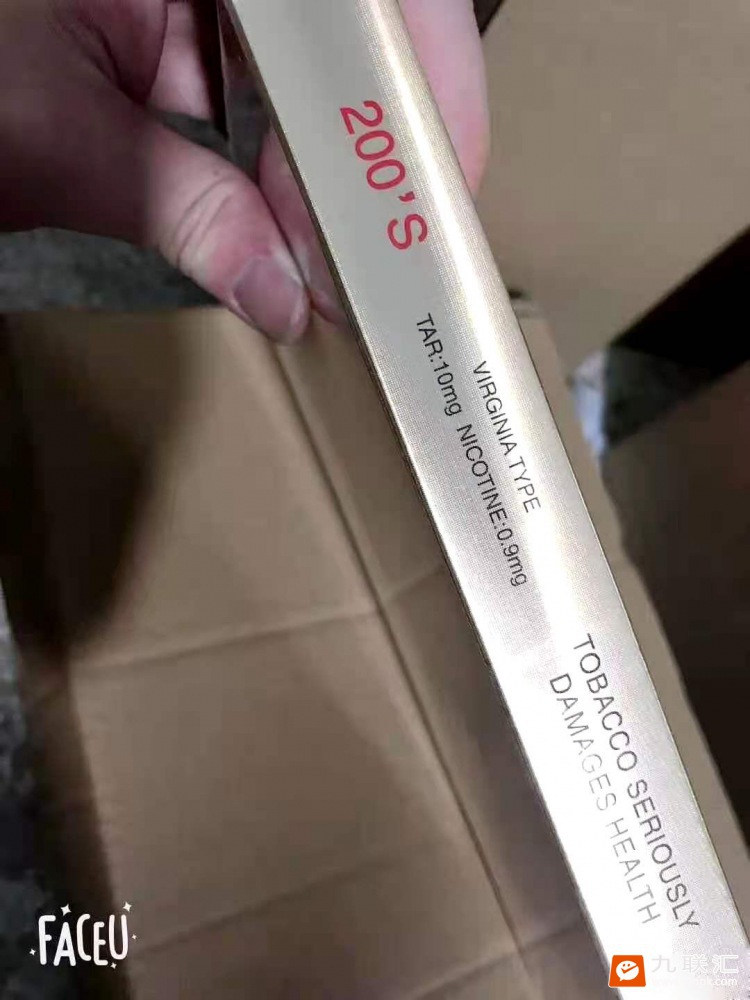 200'S
VIRGINIA TYPE
TAR:10mg NICOTINE:0.9mg
TOBACCO SERIOUSLY
DAMAGES HEALTH
FACEU
九联汇